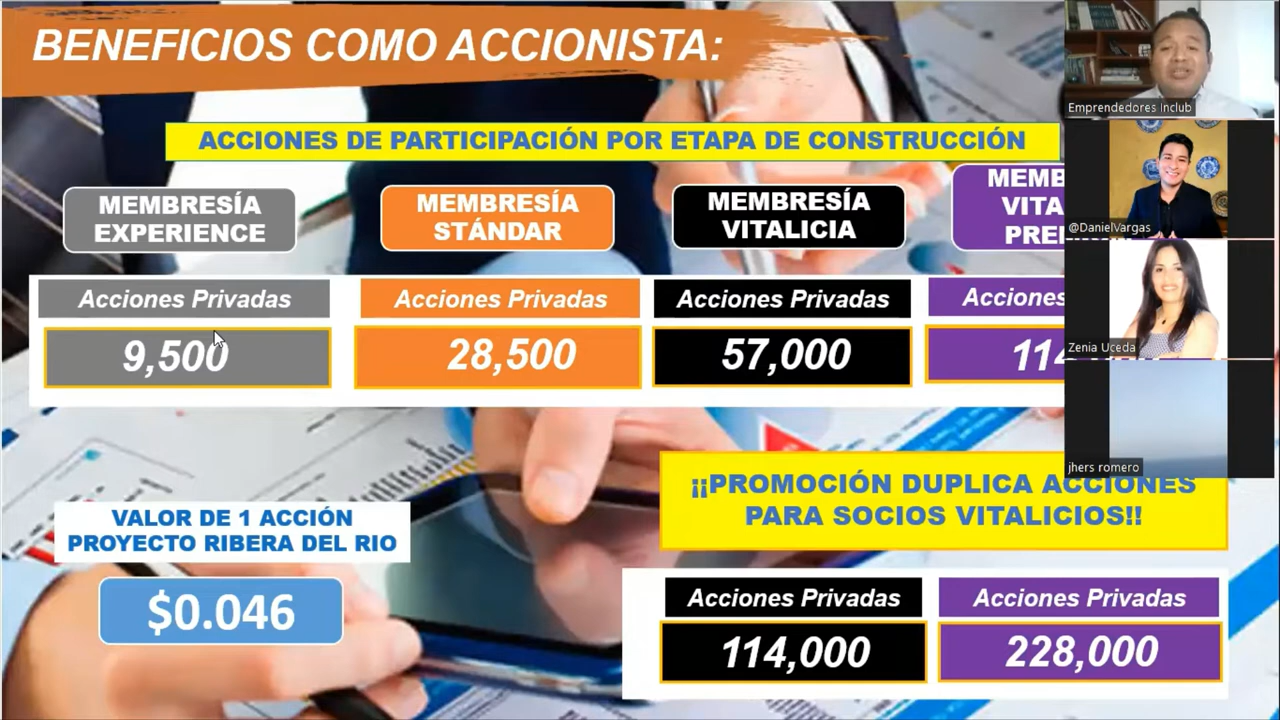 BENEFICIOS COMO ACCIONISTA:
ACCIONES DE PARTICIPACIÓN POR ETAPA DE CONSTRUCCIÓN
MEMBRESÍA
EXPERIENCE
MEMBRESÍA
STÁNDAR
MEMBRESÍA
VITALICIA
Acciones Privadas
9,500
Acciones Privadas
28,500
Acciones Privadas
57,000
Acciones
VALOR DE 1 ACCIÓN
PROYECTO RIBERA DEL RIO
$0.046
¡¡PROMOCIÓN DUPLICA ACCIONES
PARA SOCIOS VITALICIOS!!
Acciones Privadas
114,000
Acciones Privadas
228,000
Emprendedores Inclub
@DanielVargas
Zenia Uceda
jhers romero